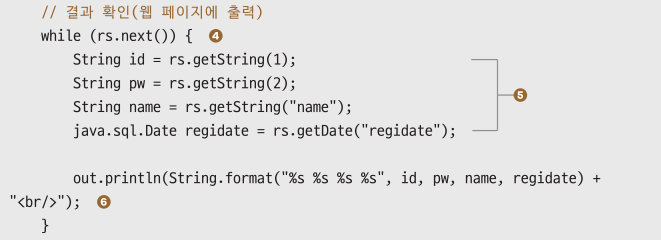 // 결과 확인(웹 페이지에 출력)
while (rs.next()) { ❹
String id = rs.getString(1);
String pw = rs.getString(2);
String name = rs.getString("name");
java.sql.Date regidate = rs.getDate("regidate");
❺
out.println(String.format("%s %s %s %s", id, pw, name, regidate) +
"<br/>"); ❻
}